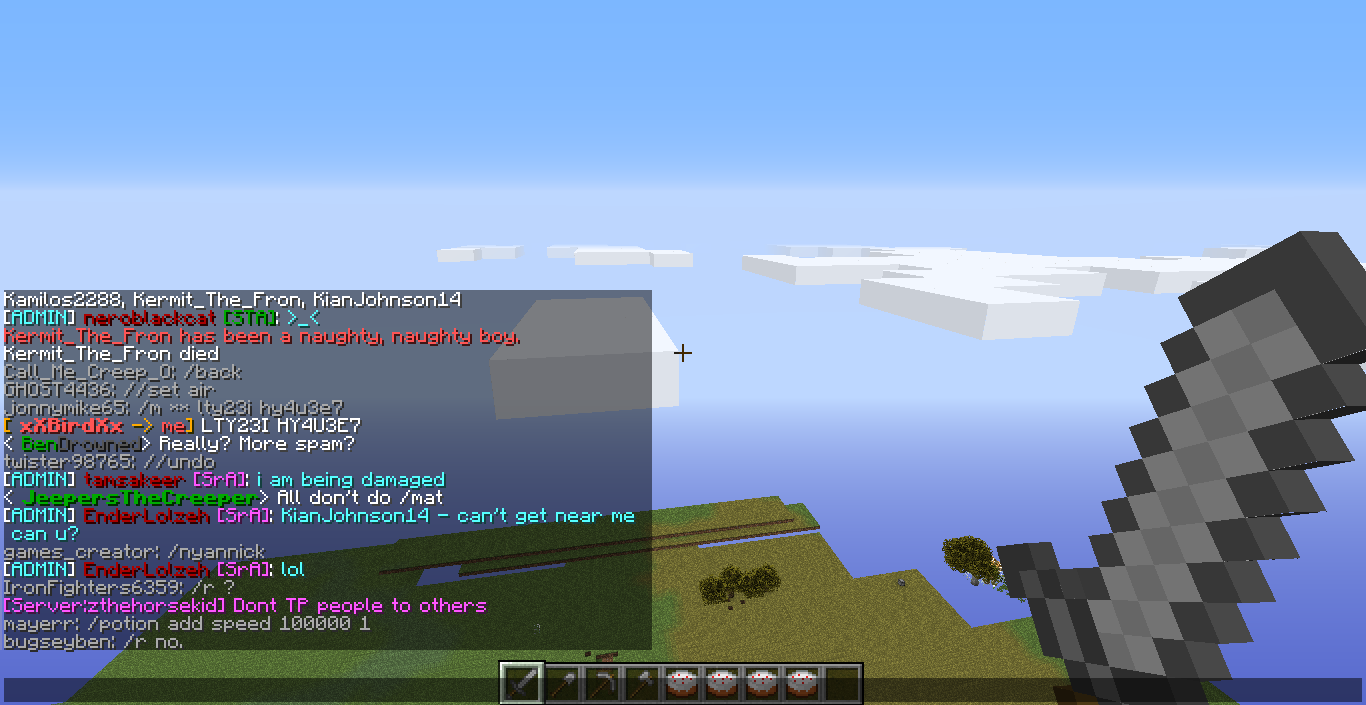 Kamilos2288, Kermit_The_Fron, KianJohnson14
[ADMIN] neroblackcat [STA]: >_<
Kermit_The_Fron has been a naughty, naughty boy.
Kermit_The_Fron died
Call_Me_Creep_O: /back
GHOST4436: //set air
jonnymike65: /m ** lty23i hy4u3e7
[ xXBirdXx -> me] LTY23I HY4U3E7
< BenDrowned> Really? More spam?
twister98765: //undo
[ADMIN] tamsakeer [SrA]: i am being damaged
< JeepersTheCreeper> All don't do /mat
[ADMIN] EnderLolzeh [SrA]: KianJohnson14 - can't get near me
can u?
games_creator: /nyannick
[ADMIN] EnderLolzeh [SrA]: lol
IronFighters6359: /r ?
[Server:zthehorsekid] Dont TP people to others
mayerr: /potion add speed 100000 1
bugseyben: /r no.